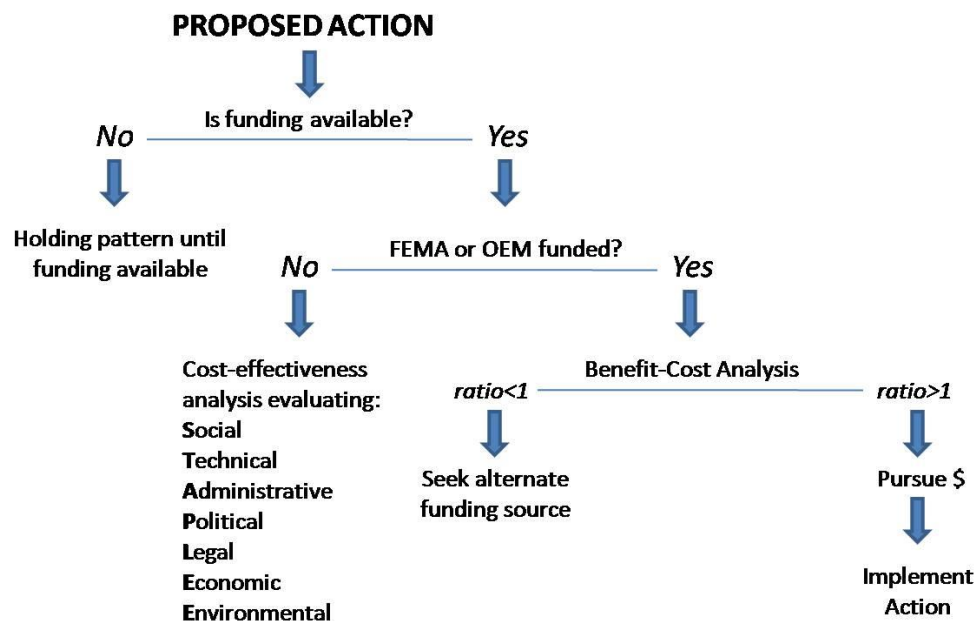 PROPOSED ACTION
Is funding available?
No
Yes
Holding pattern until
funding available
FEMA or OEM funded?
No
Yes
Cost-effectiveness
analysis evaluating:
Social
Technical
Administrative
Political
Legal
Economic
Environmental
Benefit-Cost Analysis
ratio<1
ratio>1
Seek alternate
funding source
Pursue $
Implement
Action